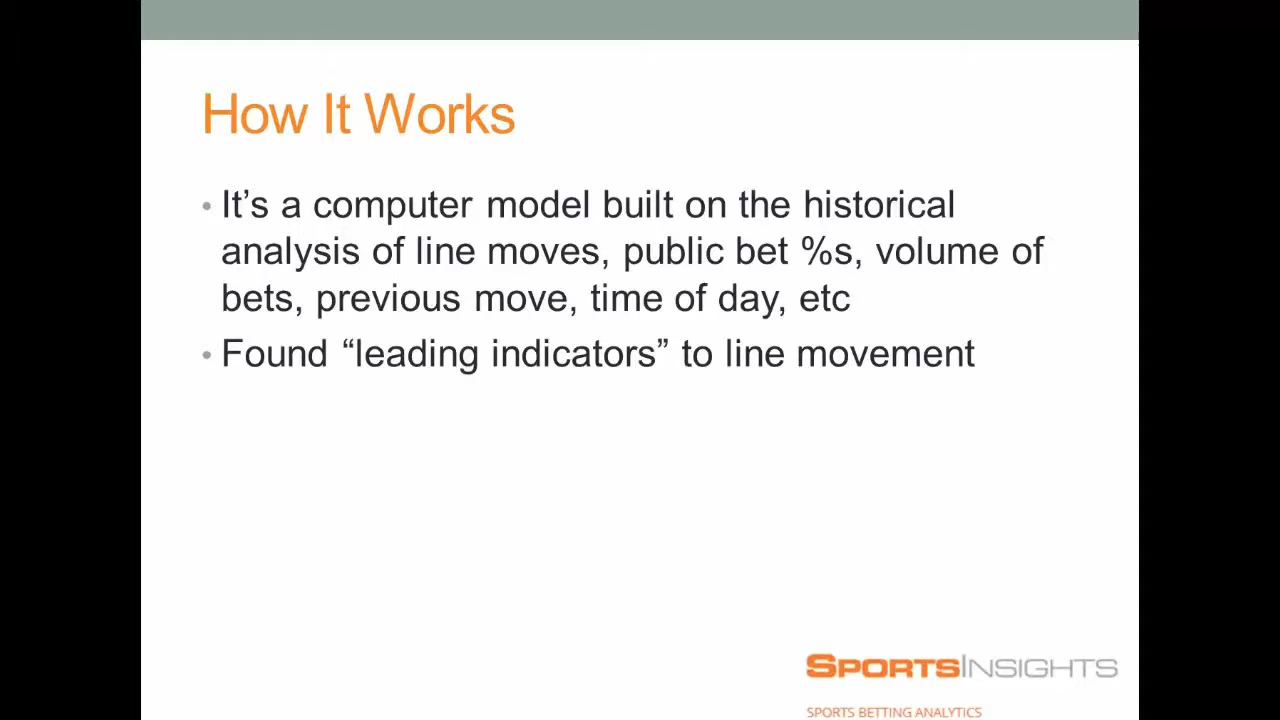 How It Works
• It’s a computer model built on the historical
analysis of line moves, public bet %s, volume of
bets, previous move, time of day, etc
• Found “leading indicators” to line movement
SPORTSINSIGHTS
SPORTS BETTING ANALYTICS